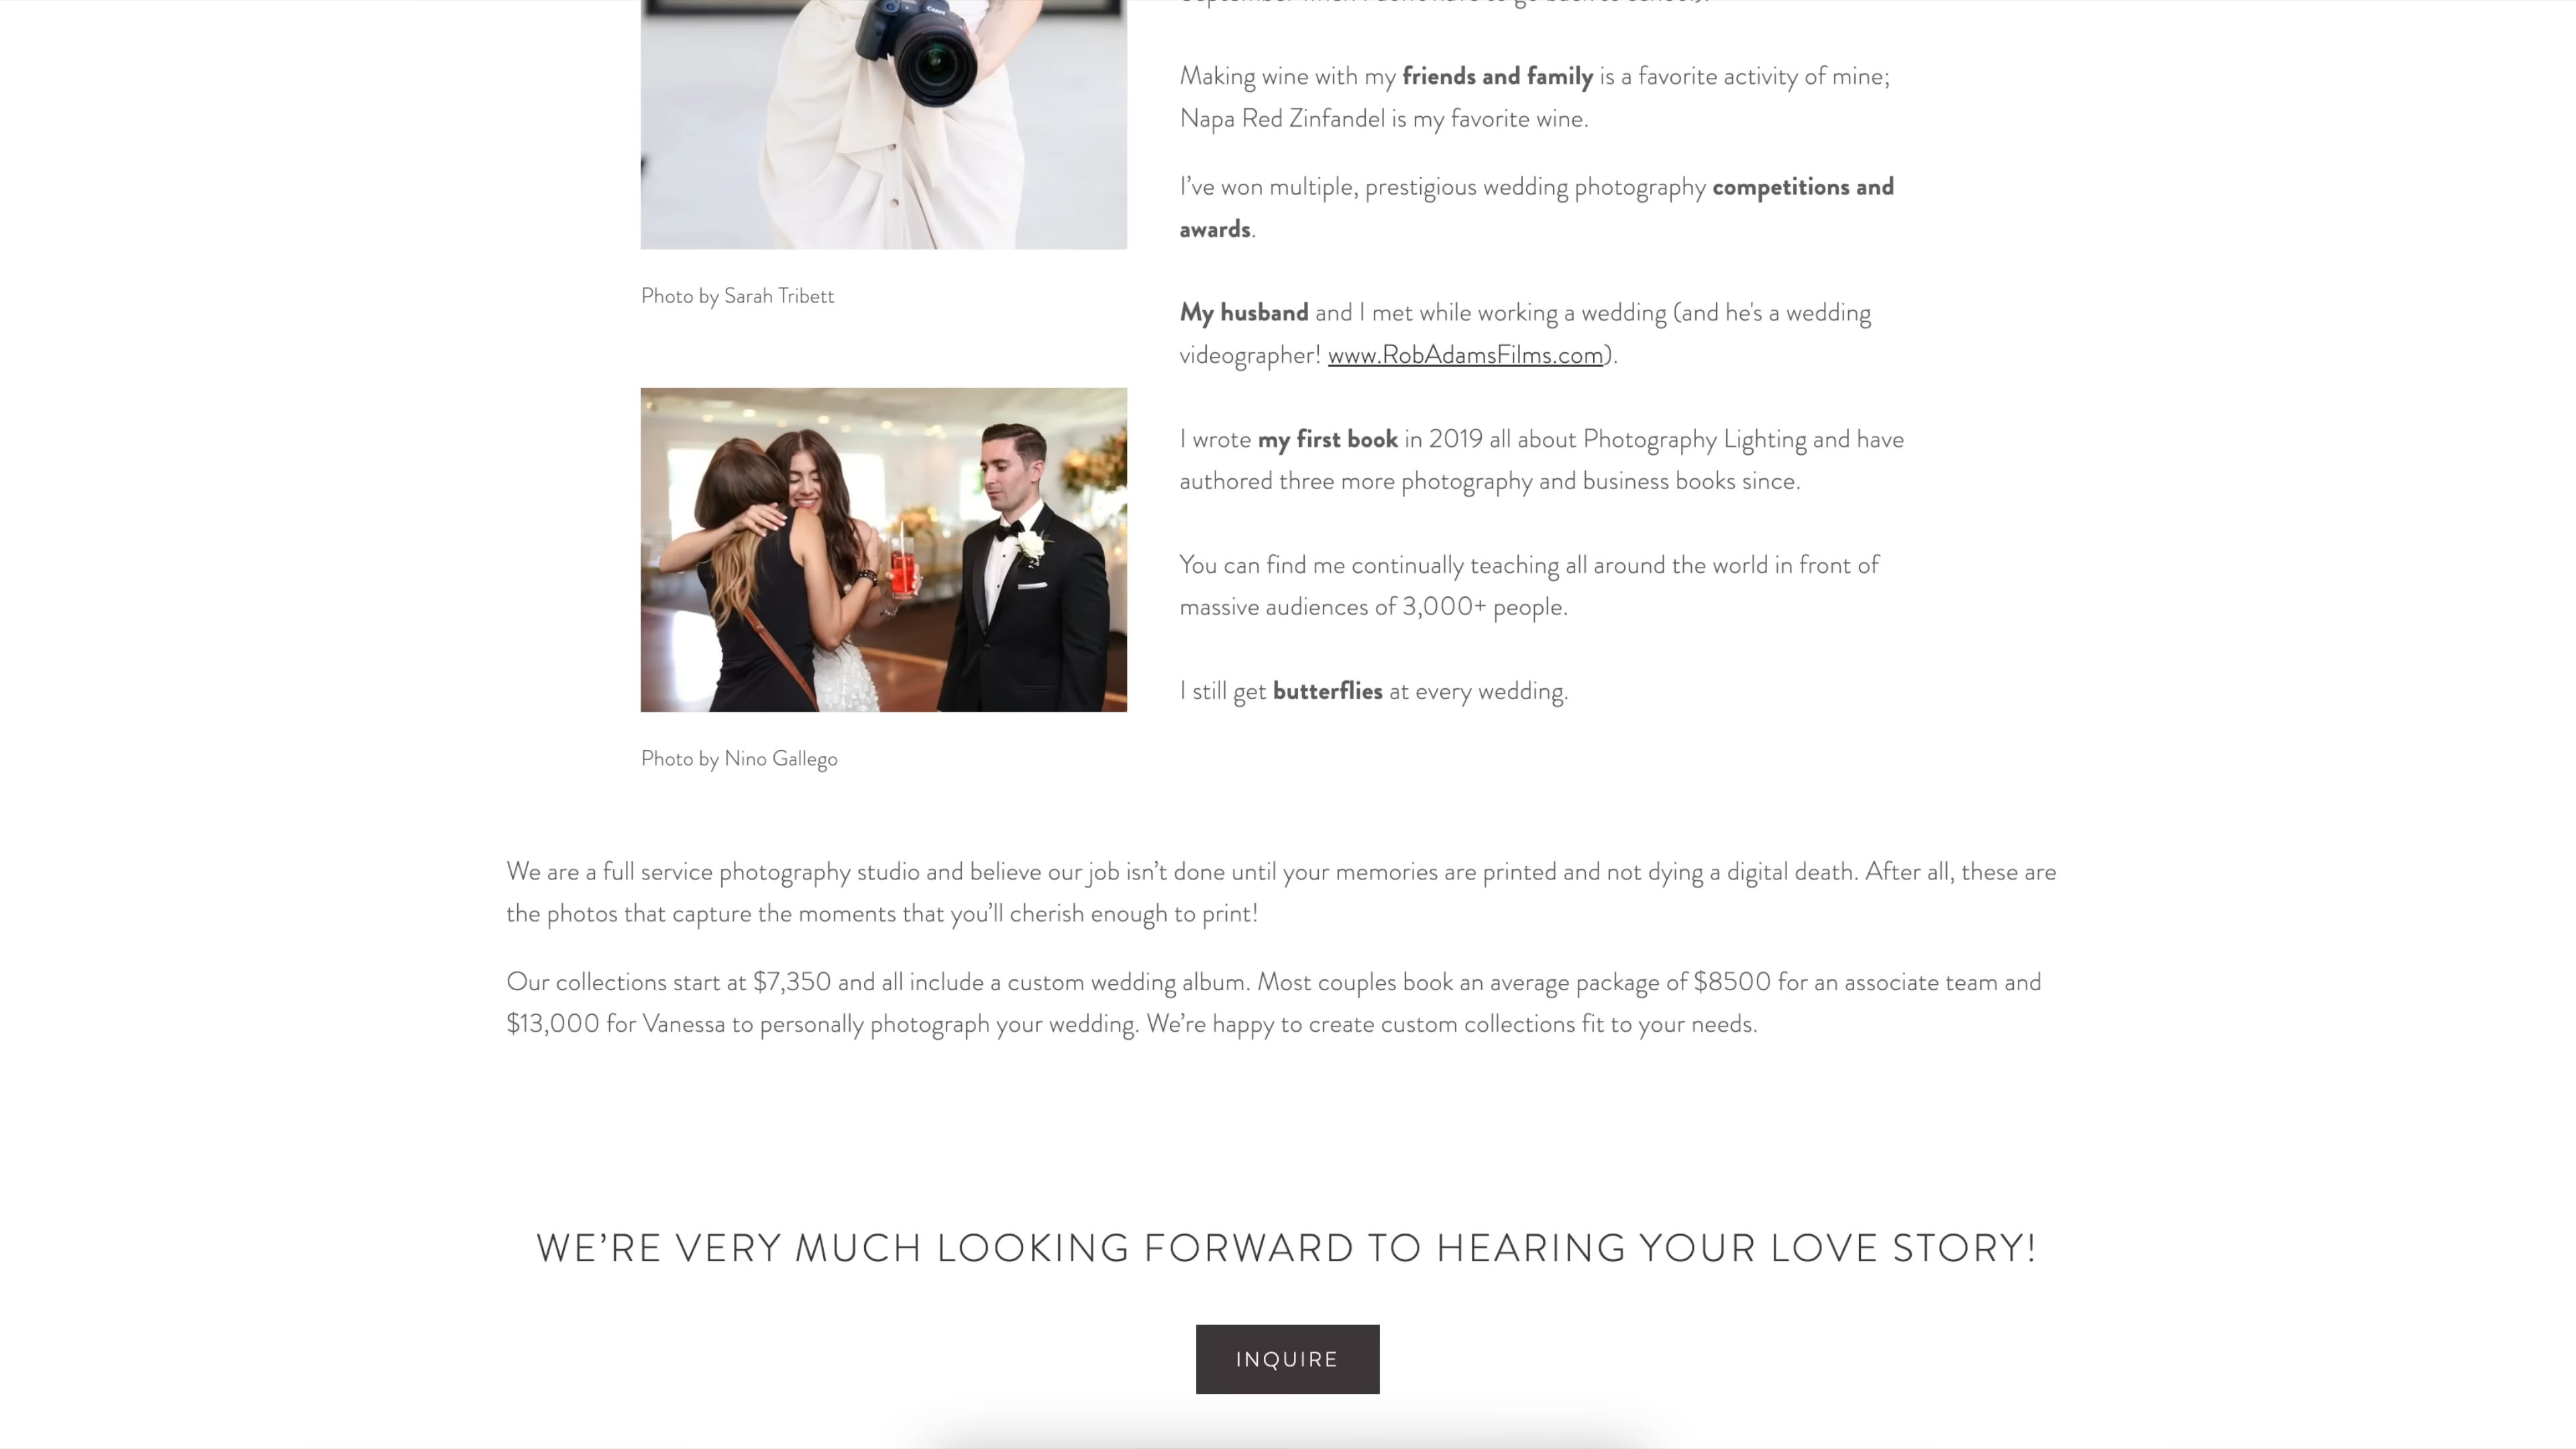 Making wine with my friends and family is a favorite activity of mine;
Napa Red Zinfandel is my favorite wine.
I’ve won multiple, prestigious wedding photography competitions and
awards.
Photo by Sarah Tribett
My husband and I met while working a wedding (and he's a wedding
videographer! www.RobAdamsFilms.com).
I wrote my first book in 2019 all about Photography Lighting and have
authored three more photography and business books since.
You can find me continually teaching all around the world in front of
massive audiences of 3,000+ people.
I still get butterflies at every wedding.
Photo by Nino Gallego
We are a full service photography studio and believe our job isn’t done until your memories are printed and not dying a digital death. After all, these are
the photos that capture the moments that you’ll cherish enough to print!
Our collections start at $7,350 and all include a custom wedding album. Most couples book an average package of $8500 for an associate team and
$13,000 for Vanessa to personally photograph your wedding. We’re happy to create custom collections fit to your needs.
WE’RE VERY MUCH LOOKING FORWARD TO HEARING YOUR LOVE STORY!
INQUIRE